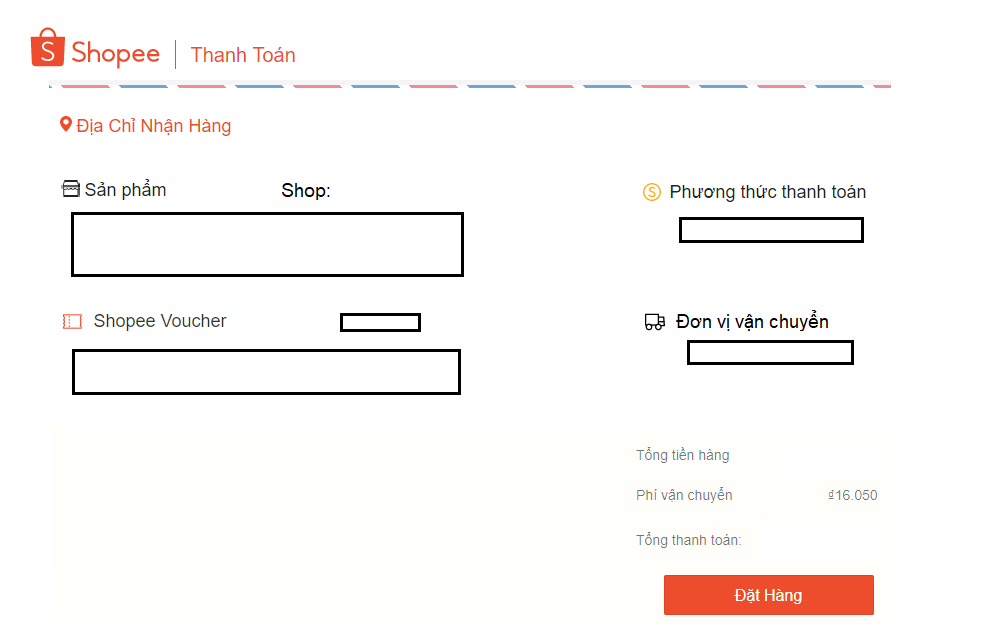 Shopee | Thanh Toán
Địa Chỉ Nhận Hàng
Sản phẩm Shop:
Phương thức thanh toán
Shopee Voucher
Đơn vị vận chuyển
Tổng tiền hàng
Phí vận chuyển ₫16.050
Tổng thanh toán:
Đặt Hàng